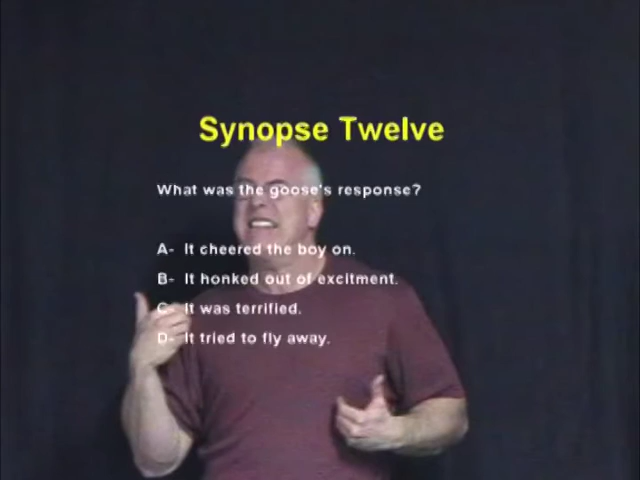 Synopse Twelve
What was the goose's response?
A- It cheered the boy on.
B- It honked out of excitment.
C- It was terrified.
D- It tried to fly away.